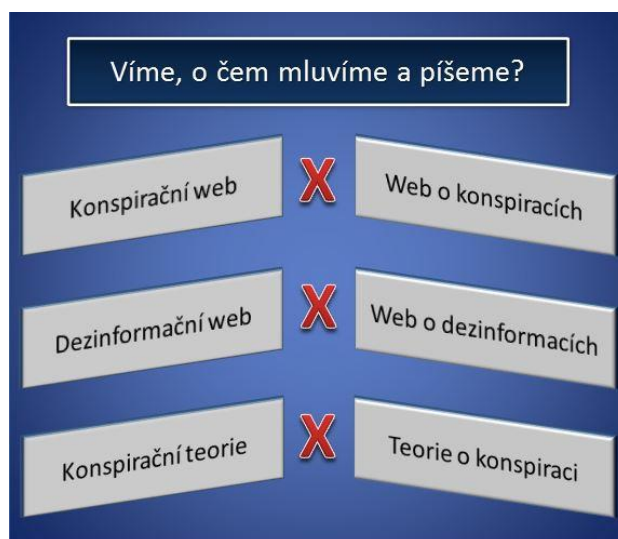 Víme, o čem mluvíme a píšeme?
Konspirační web
X
Web o konspiracích
Dezinformační web
X
Web o dezinformacích
Konspirační teorie
X
Teorie o konspiraci